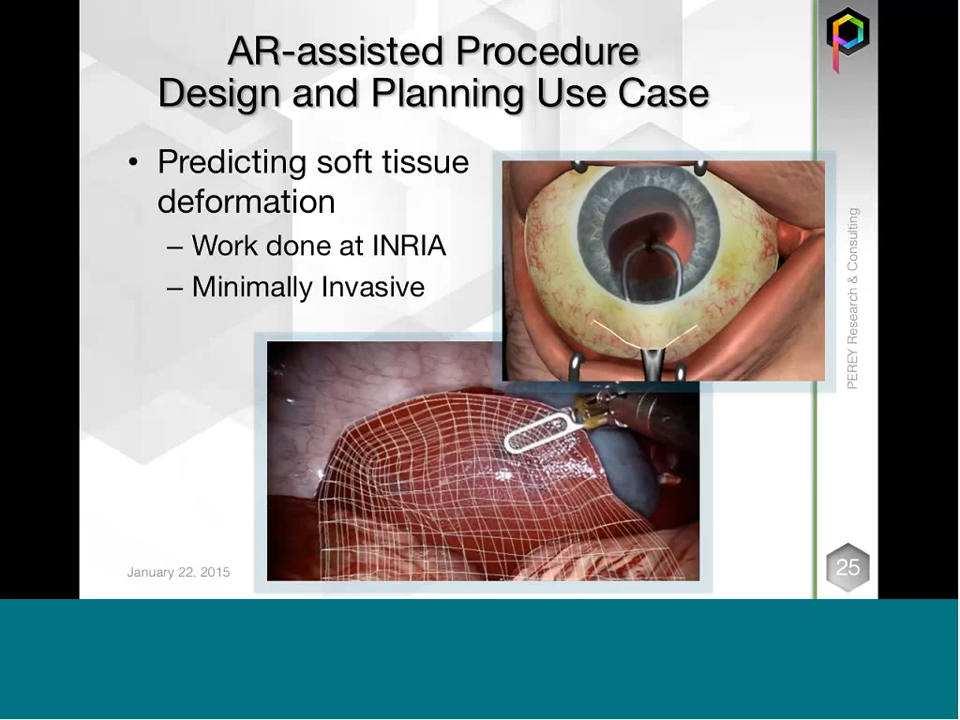 AR-assisted Procedure
Design and Planning Use Case
• Predicting soft tissue
deformation
– Work done at INRIA
– Minimally Invasive
PEREY Research & Consulting
January 22, 2015
25